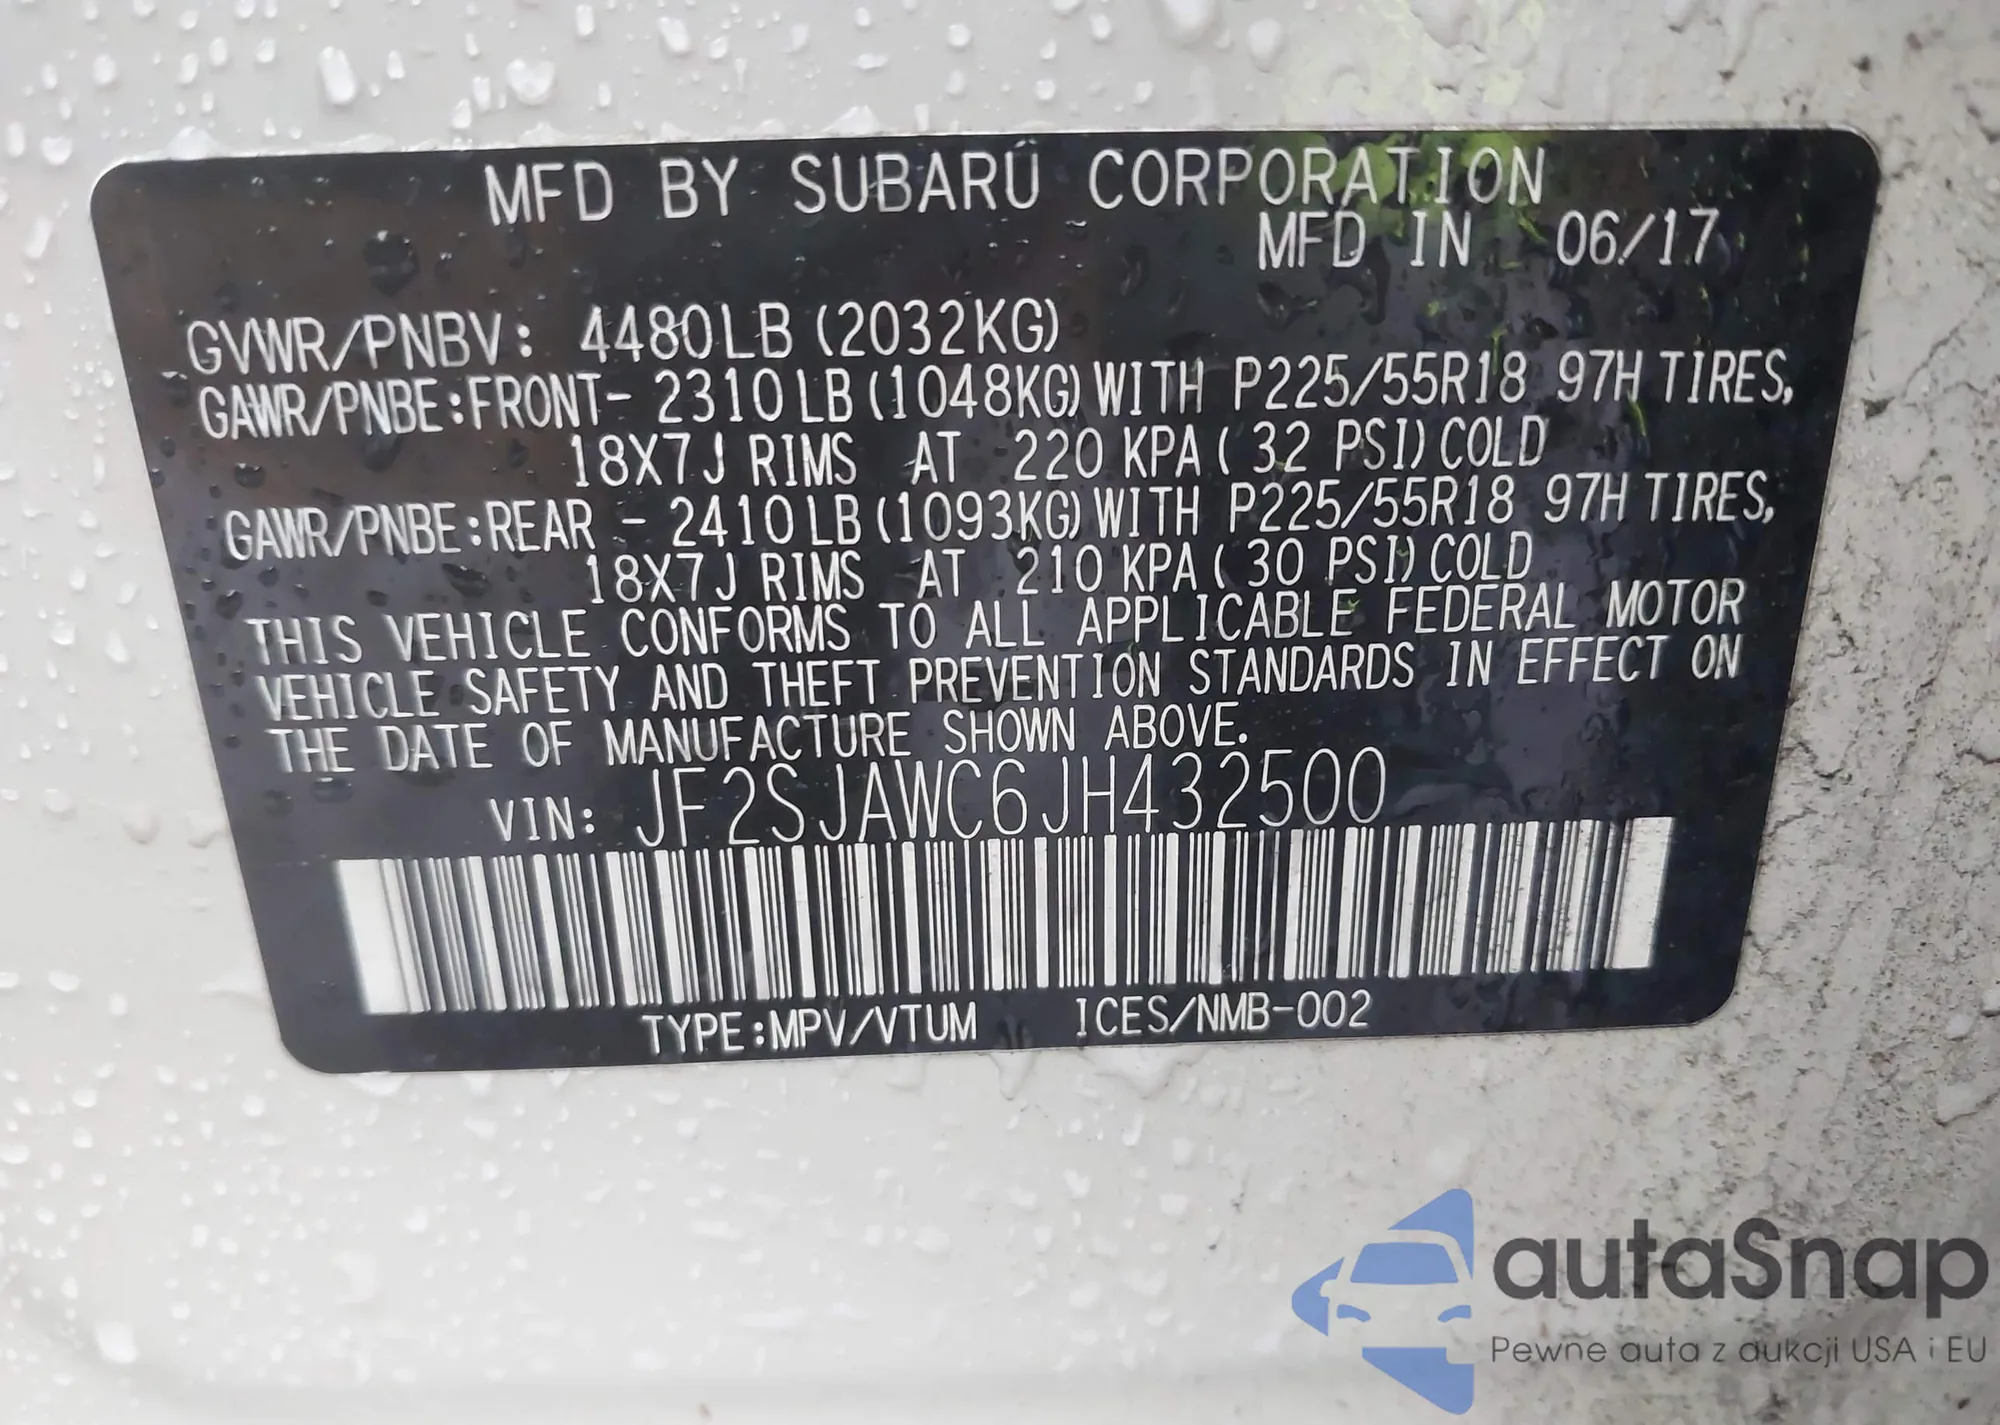 MFD BY SUBARU CORPORATION
MFD IN 06/17
GVWR/PNBV: 4480LB (2032KG)
GAWR/PNBE:FRONT- 2310LB (1048KG) WITH P225/55R18 97H TIRES,
18X7J RIMS AT 220 KPA ( 32 PSI) COLD
GAWR/PNBE:REAR - 2410LB (1093KG) WITH P225/55R18 97H TIRES,
18X7J RIMS AT 210 KPA ( 30 PSI) COLD
THIS VEHICLE CONFORMS TO ALL APPLICABLE FEDERAL MOTOR
VEHICLE SAFETY AND THEFT PREVENTION STANDARDS IN EFFECT ON
THE DATE OF MANUFACTURE SHOWN ABOVE.
VIN: JF2SJAWC6JH432500
TYPE:MPV/VTUM ICES/NMB-002
autaSnap
Pewne auta z aukcji USA i EU